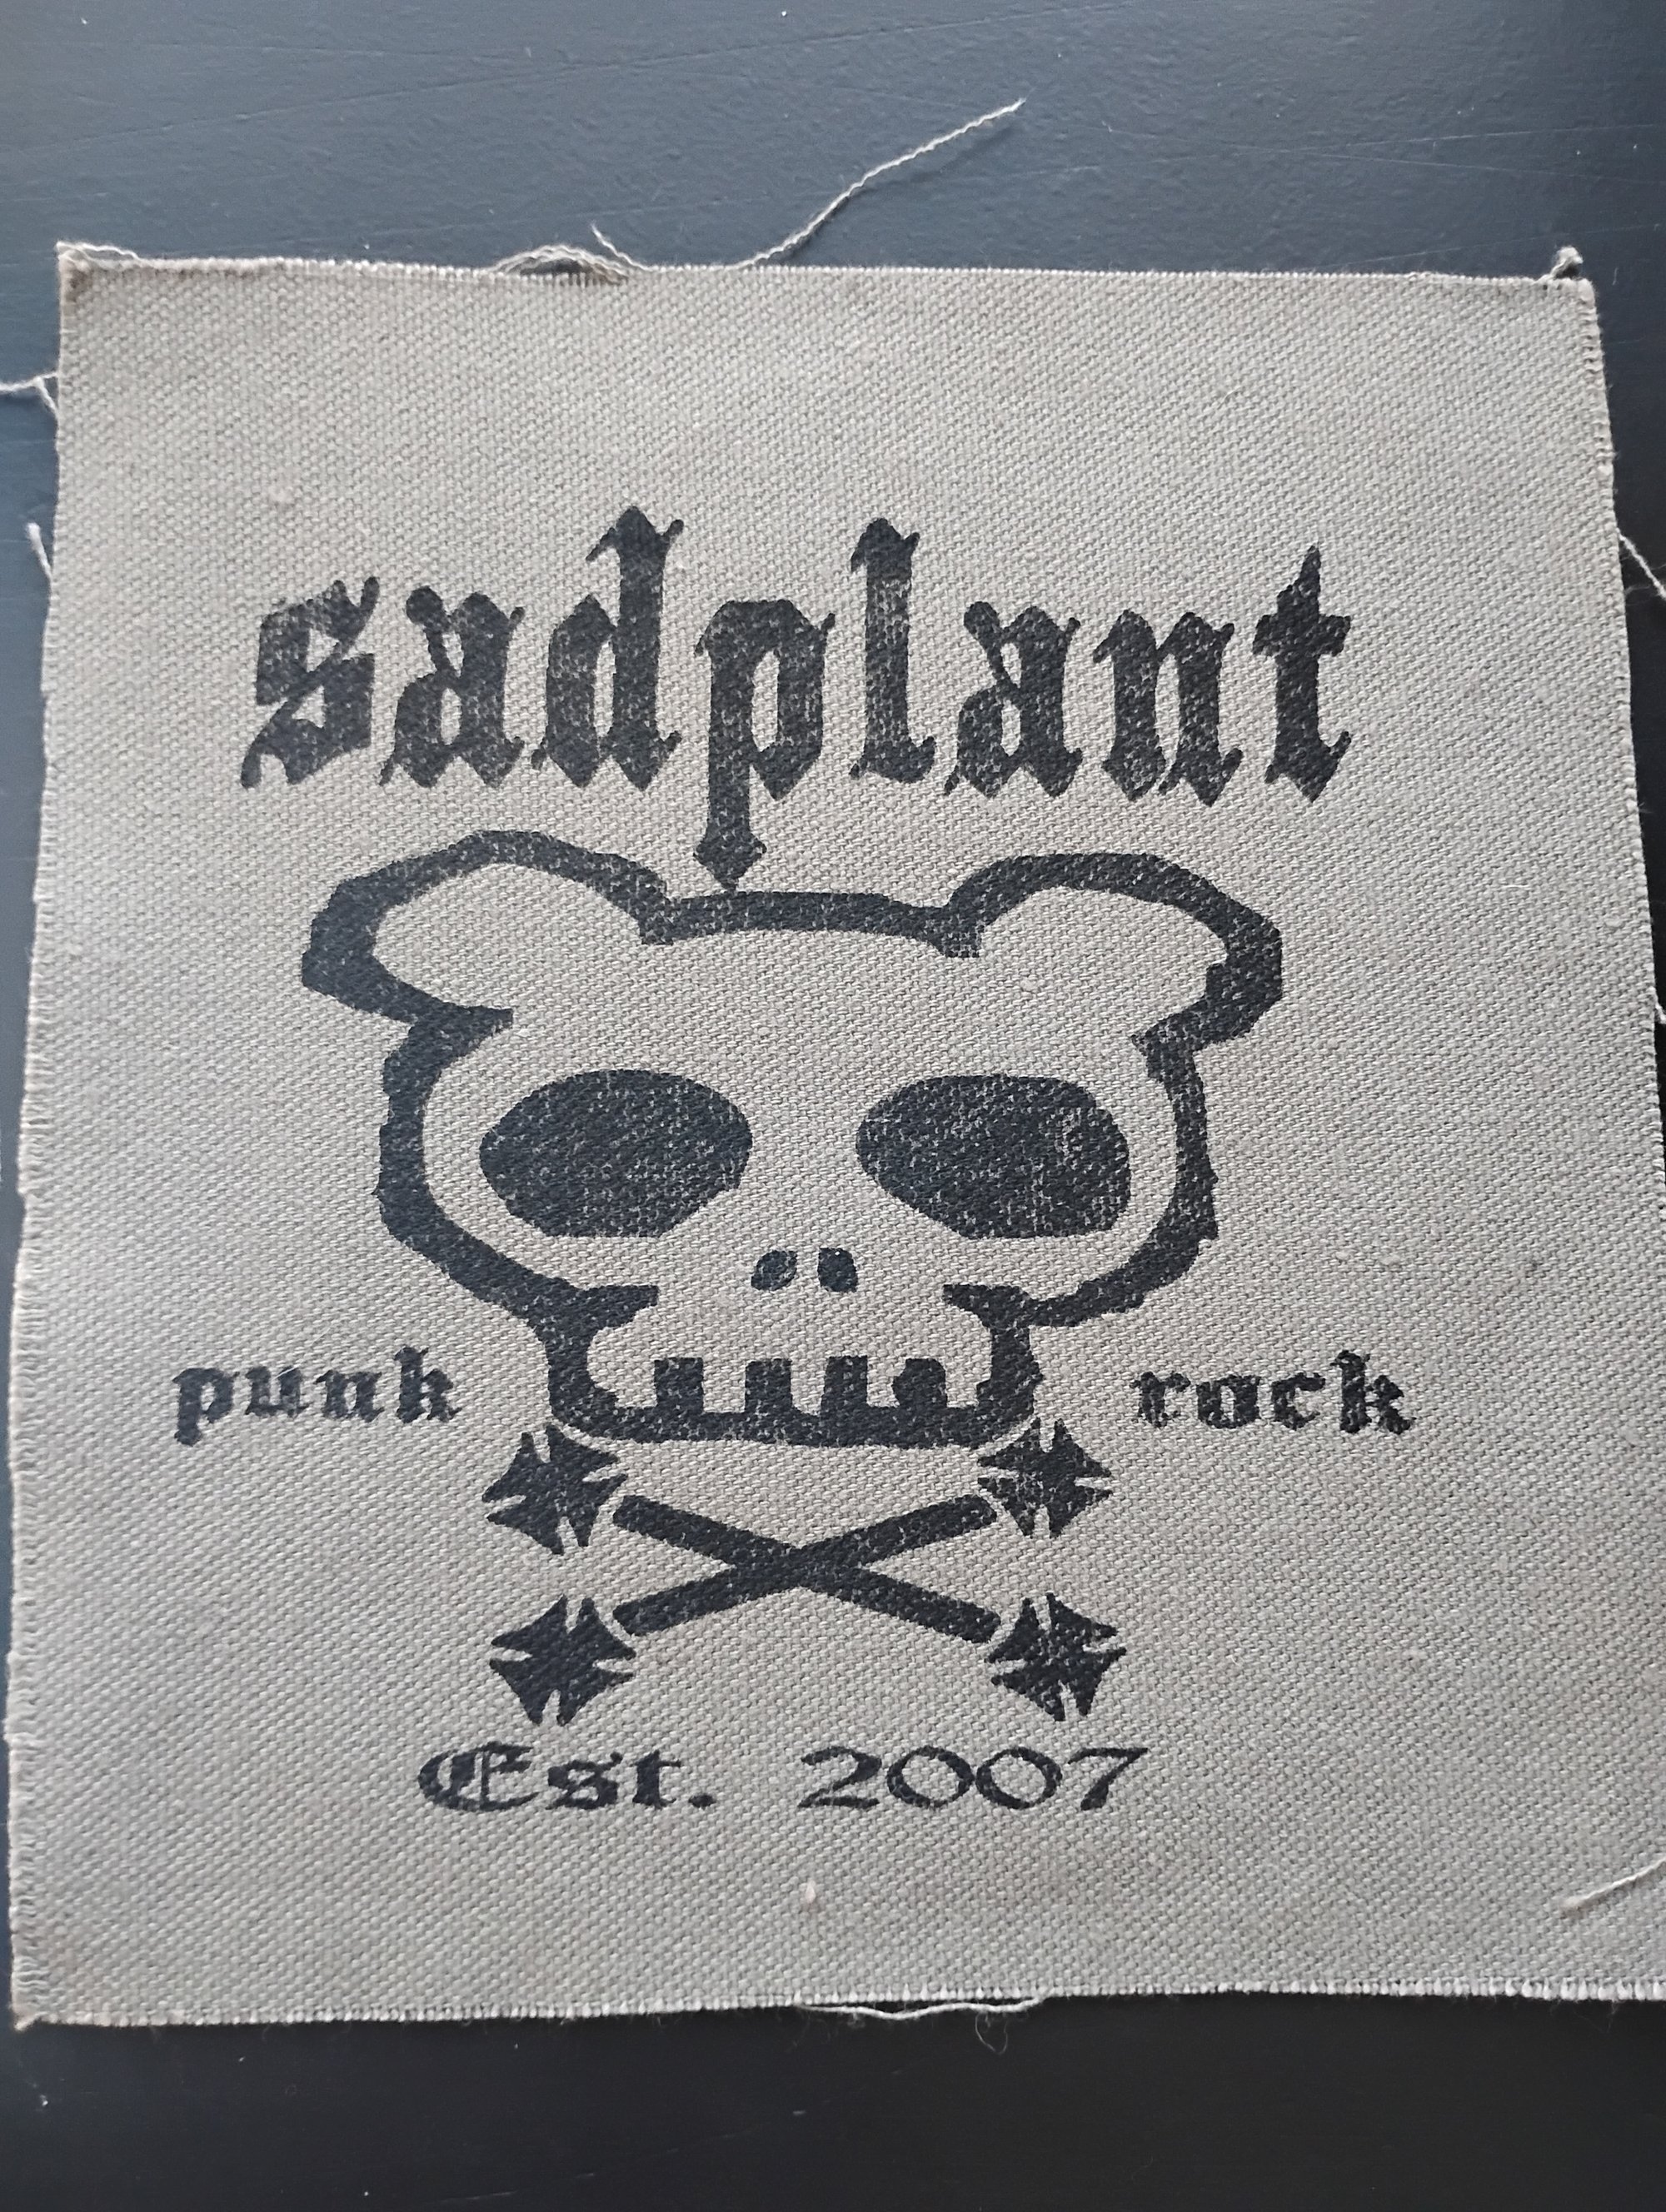 sadplant
punk rock
Est. 2007